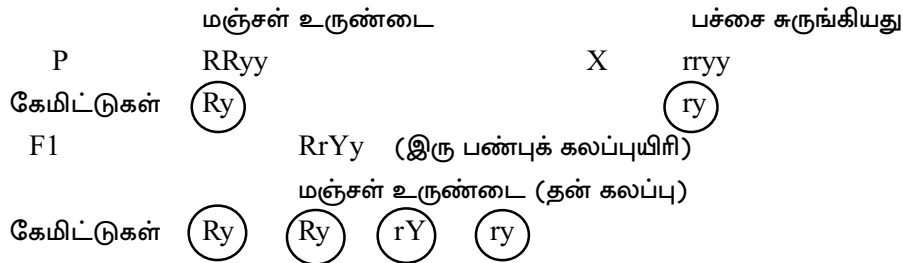 மஞ்சள் உருண்டை பச்சை சுருங்கியது
P RRyy X rryy
கேமிட்டுகள் Ry ry
F1 RrYy (இரு பண்புக் கலப்புயிரி)
மஞ்சள் உருண்டை (தன் கலப்பு)
கேமிட்டுகள் Ry Ry rY ry